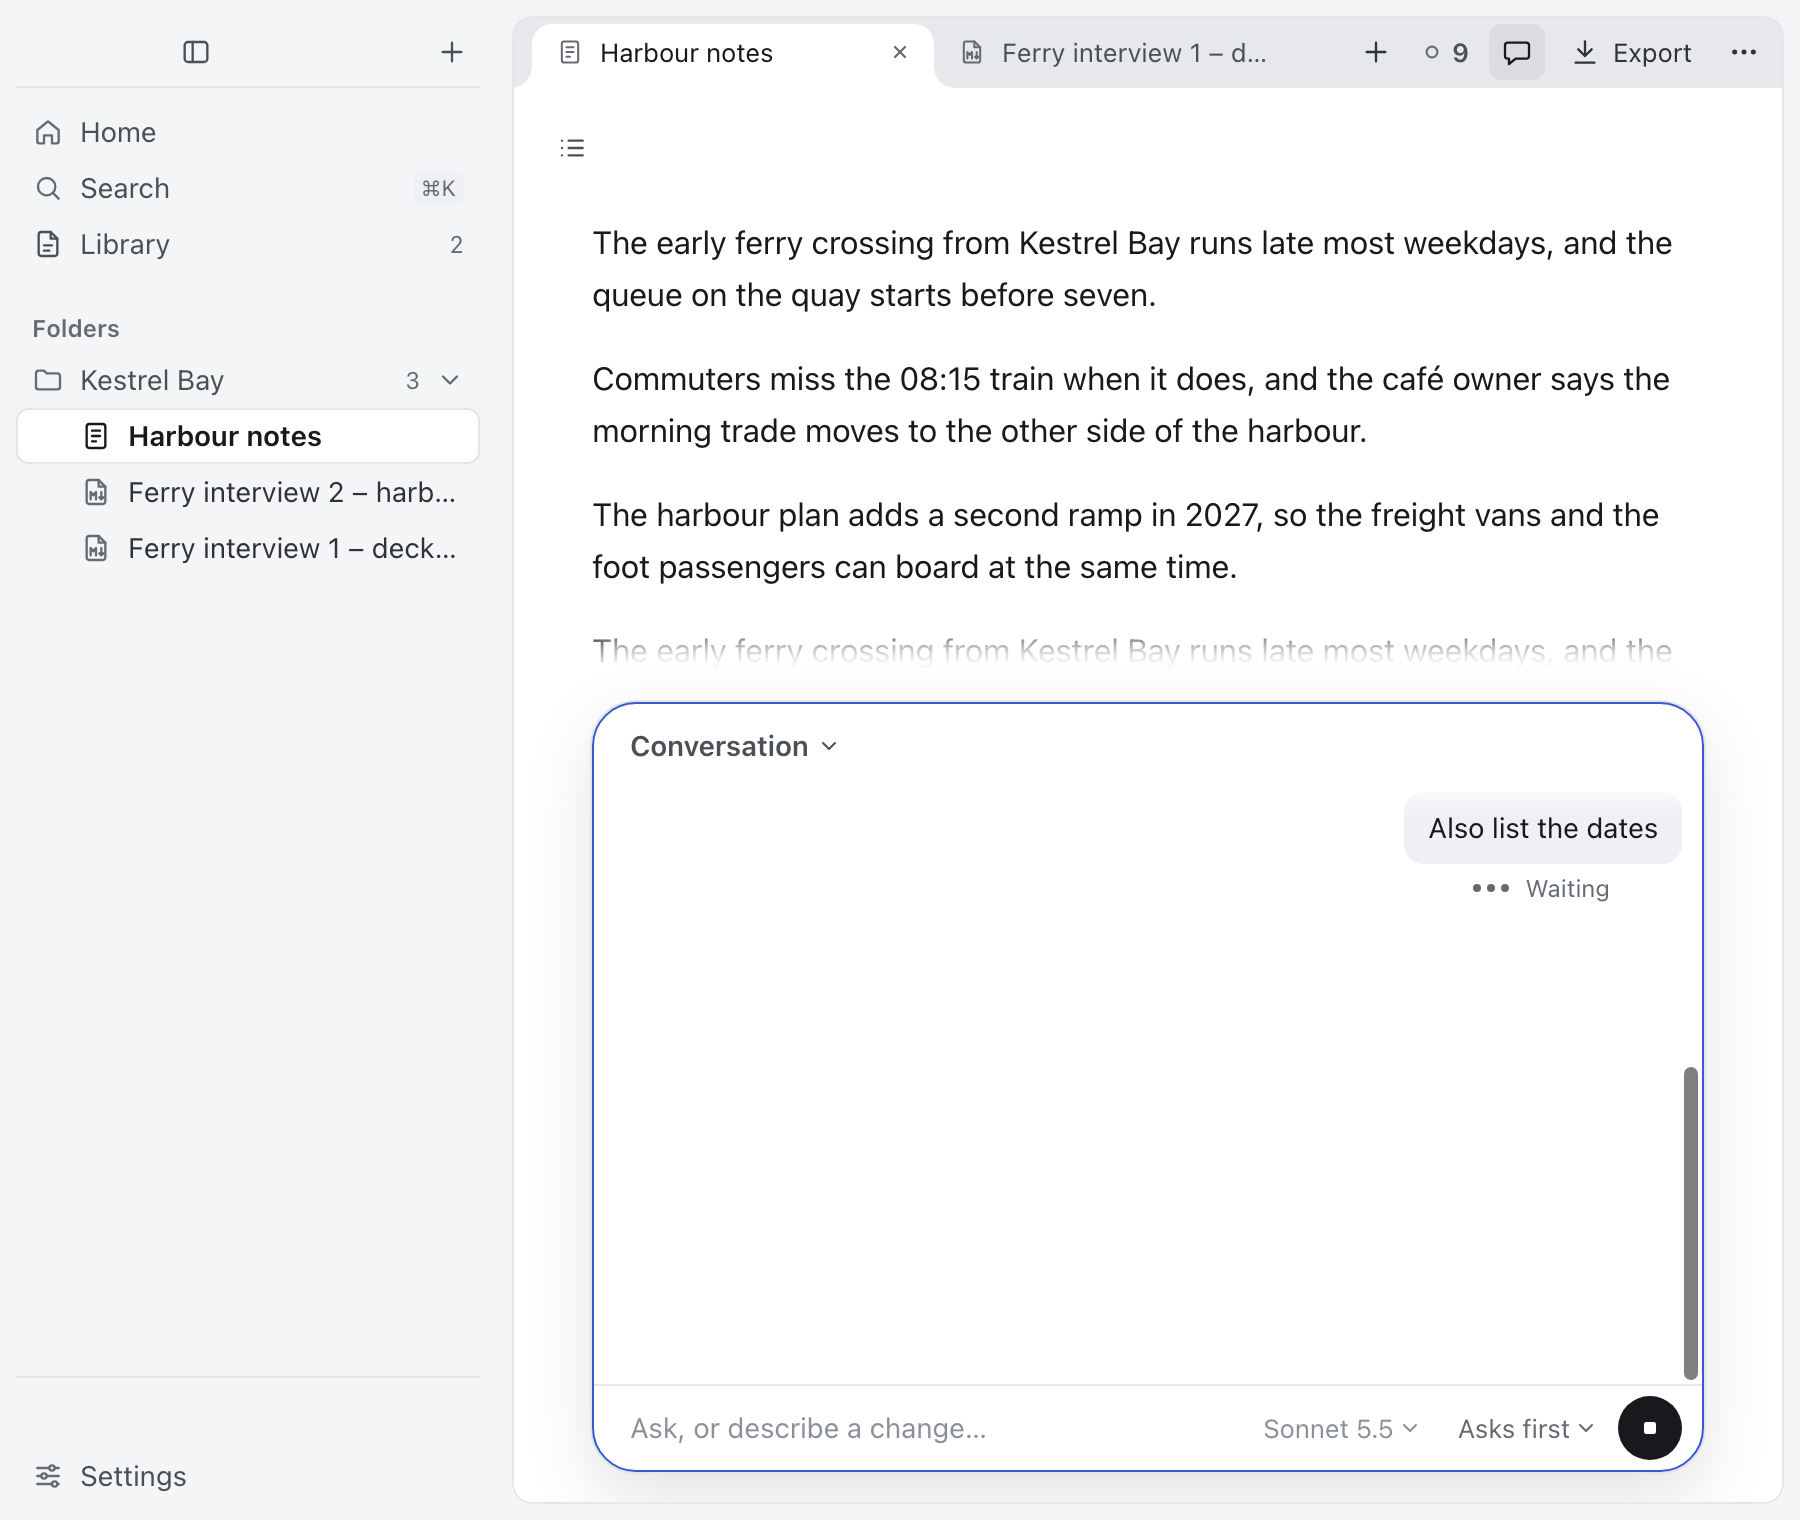 Home
Search ⌘K
Library 2
Folders
Kestrel Bay 3
Harbour notes
Ferry interview 2 – harb...
Ferry interview 1 – deck...
Settings
Harbour notes
Ferry interview 1 – d...
9
Export
The early ferry crossing from Kestrel Bay runs late most weekdays, and the
queue on the quay starts before seven.
Commuters miss the 08:15 train when it does, and the café owner says the
morning trade moves to the other side of the harbour.
The harbour plan adds a second ramp in 2027, so the freight vans and the
foot passengers can board at the same time.
The early ferry crossing from Kestrel Bay runs late most weekdays, and the
Conversation
Also list the dates
Waiting
Ask, or describe a change...
Sonnet 5.5
Asks first